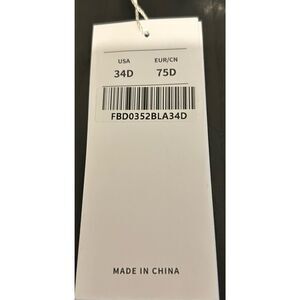 USA EUR/CN
34D 75D
FBD0352BLA34D
MADE IN CHINA